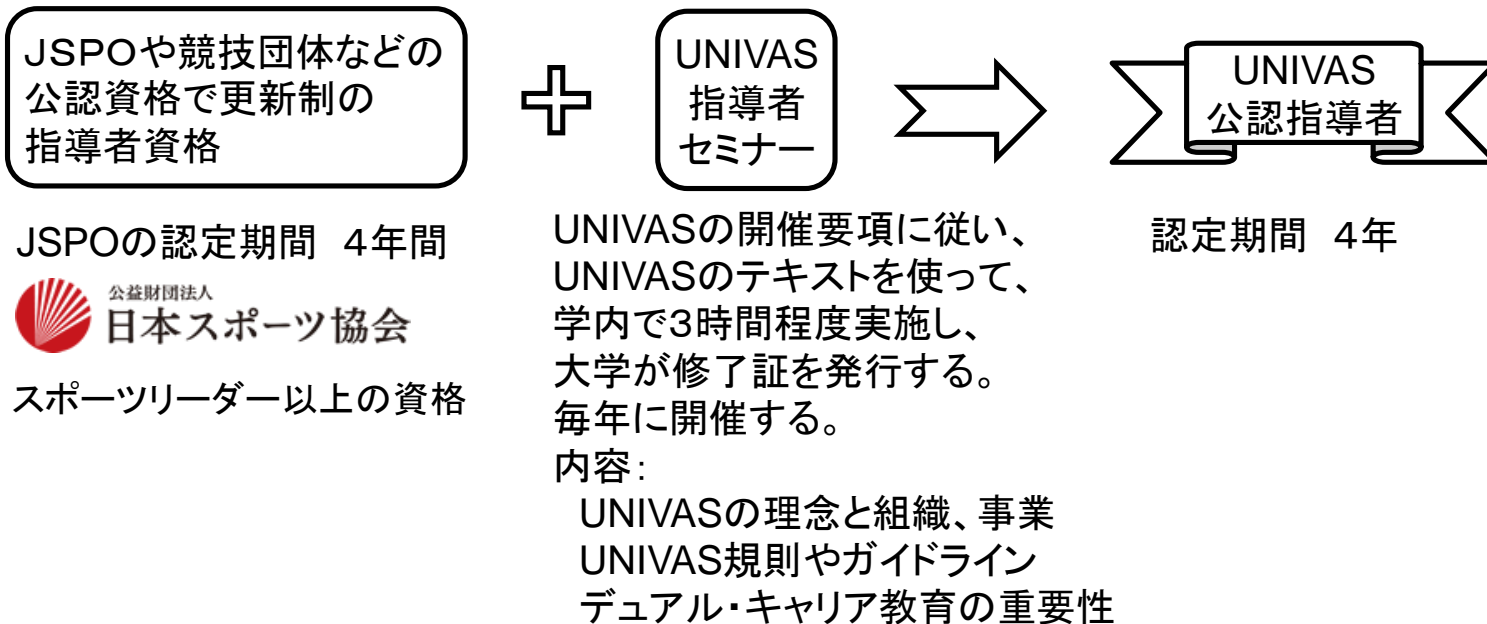 JSPOや競技団体などの
公認資格で更新制の
指導者資格
UNIVAS
指導者
セミナー
UNIVAS
公認指導者
JSPOの認定期間 4年間
公益財団法人
日本スポーツ協会
スポーツリーダー以上の資格
UNIVASの開催要項に従い、
UNIVASのテキストを使って、
学内で3時間程度実施し、
大学が修了証を発行する。
毎年に開催する。
内容：
UNIVASの理念と組織、事業
UNIVAS規則やガイドライン
デュアル・キャリア教育の重要性
認定期間 4年